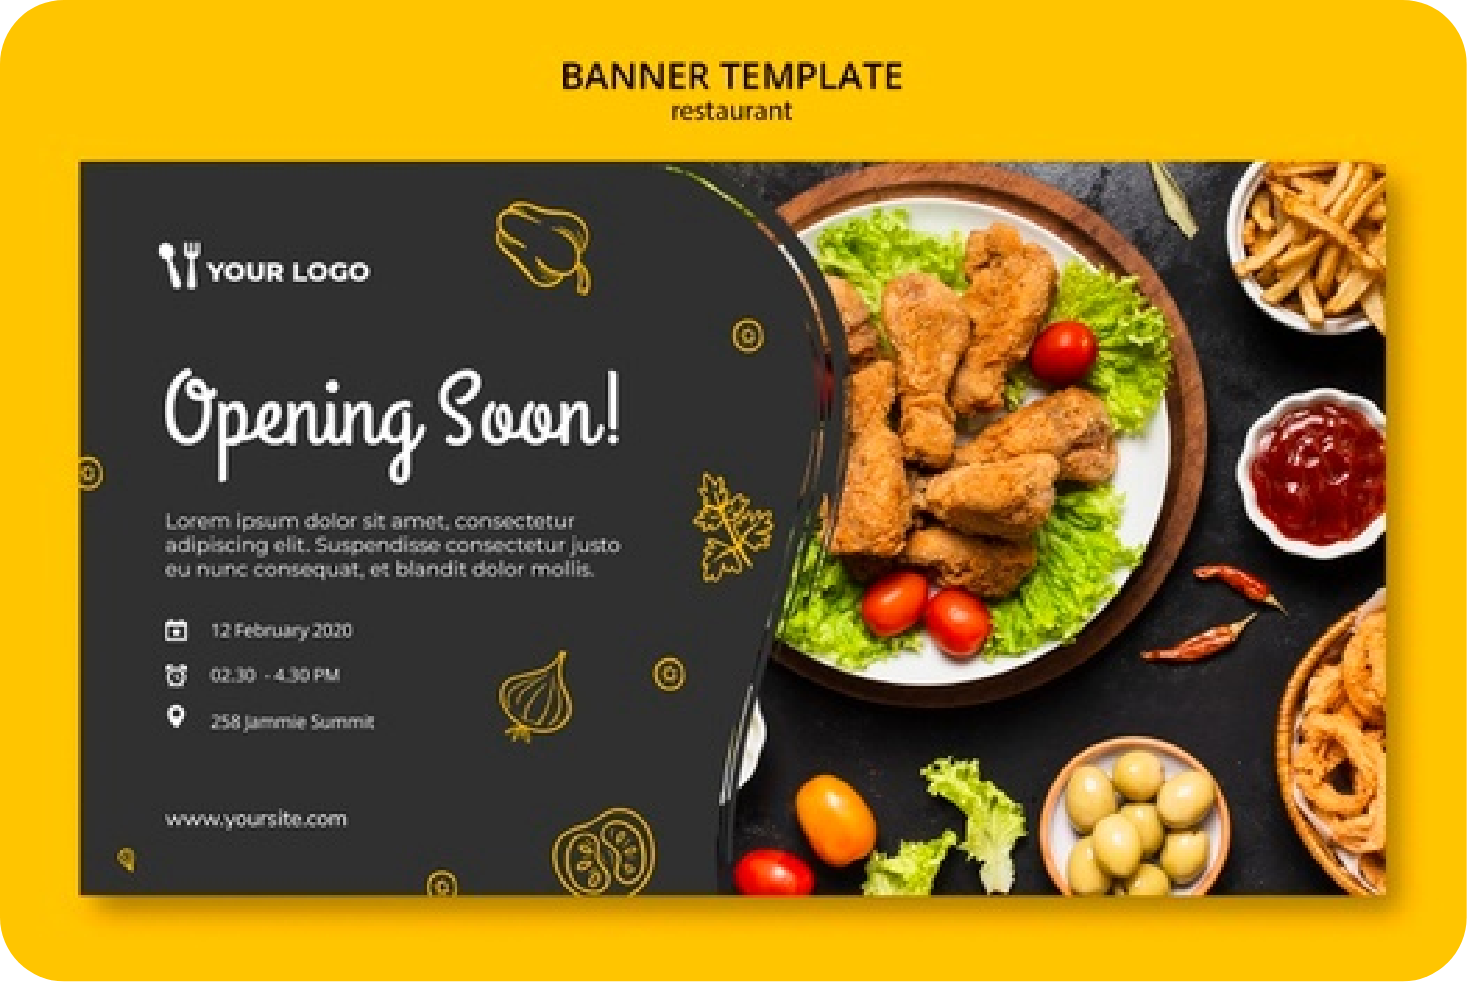 BANNER TEMPLATE
restaurant
YOUR LOGO
Opening Soon!
Lorem ipsum dolor sit amet, consectetur
adipiscing elit. Suspendisse consectetur justo
eu nunc consequat, et blandit dolor mollis.
12 February 2020
02.30 - 4.30 PM
258 Jammie Summit
www.yoursite.com